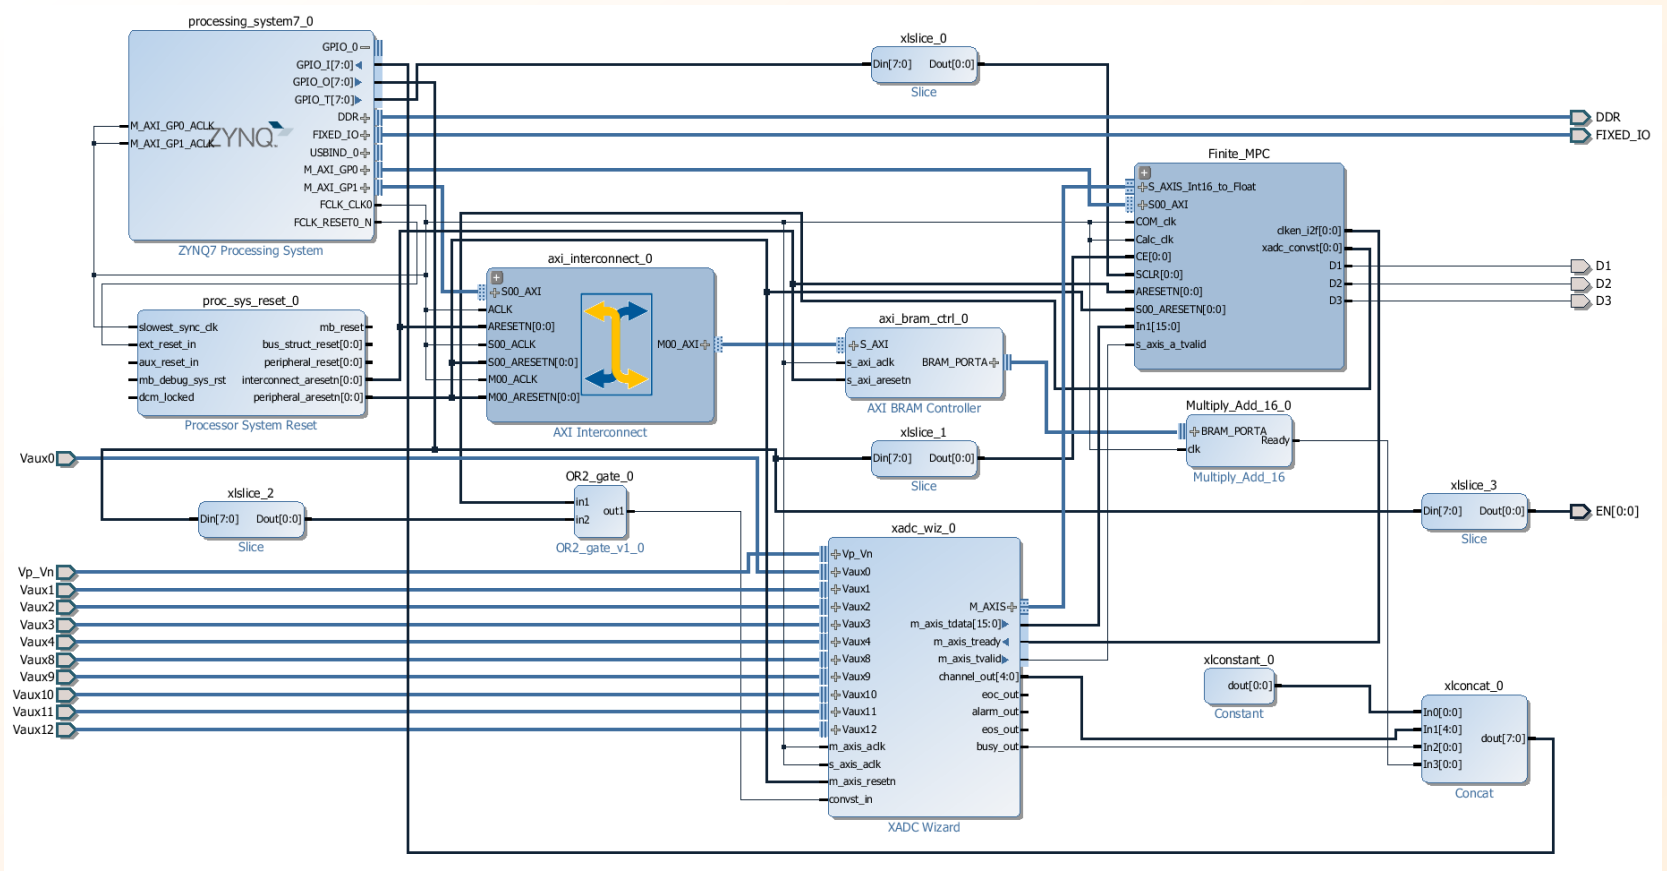 processing_system7_0
GPIO_0
GPIO_I[7:0]
GPIO_O[7:0]
GPIO_T[7:0]
DDR
FIXED_IO
USBIND_0
M_AXI_GP0
M_AXI_GP1
FCLK_CLK0
FCLK_RESET0_N
M_AXI_GP0_ACLK
M_AXI_GP1_ACLK
ZYNQ
ZYNQ7 Processing System
xlslice_0
Din[7:0] Dout[0:0]
Slice
DDR
FIXED_IO
Finite_MPC
S_AXIS_Int16_to_Float
S00_AXI
COM_clk
Calc_clk
CE[0:0]
SCLR[0:0]
ARESETN[0:0]
S00_ARESETN[0:0]
In1[15:0]
s_axis_a_tvalid
clken_i2f[0:0]
xadc_convst[0:0]
D1
D2
D3
D1
D2
D3
proc_sys_reset_0
slowest_sync_clk
ext_reset_in
aux_reset_in
mb_debug_sys_rst
dcm_locked
mb_reset
bus_struct_reset[0:0]
peripheral_reset[0:0]
interconnect_aresetn[0:0]
peripheral_aresetn[0:0]
Processor System Reset
axi_interconnect_0
S00_AXI
ACLK
ARESETN[0:0]
S00_ACLK
S00_ARESETN[0:0]
M00_ACLK
M00_ARESETN[0:0]
M00_AXI
AXI Interconnect
axi_bram_ctrl_0
S_AXI
s_axi_aclk
s_axi_aresetn
BRAM_PORTA
AXI BRAM Controller
Multiply_Add_16_0
BRAM_PORTA
clk
Ready
Multiply_Add_16
xlslice_1
Din[7:0] Dout[0:0]
Slice
Vaux0
xlslice_2
Din[7:0] Dout[0:0]
Slice
OR2_gate_0
in1
in2
out1
OR2_gate_v1_0
xlslice_3
Din[7:0] Dout[0:0]
Slice
EN[0:0]
Vp_Vn
Vaux1
Vaux2
Vaux3
Vaux4
Vaux8
Vaux9
Vaux10
Vaux11
Vaux12
xadc_wiz_0
Vp_Vn
Vaux0
Vaux1
Vaux2
Vaux3
Vaux4
Vaux8
Vaux9
Vaux10
Vaux11
Vaux12
m_axis_aclk
s_axis_aclk
m_axis_resetn
convst_in
M_AXIS
m_axis_tdata[15:0]
m_axis_tready
m_axis_tvalid
channel_out[4:0]
eoc_out
alarm_out
eos_out
busy_out
XADC Wizard
xlconstant_0
dout[0:0]
Constant
xlconcat_0
In0[0:0]
In1[4:0]
In2[0:0]
In3[0:0]
dout[7:0]
Concat